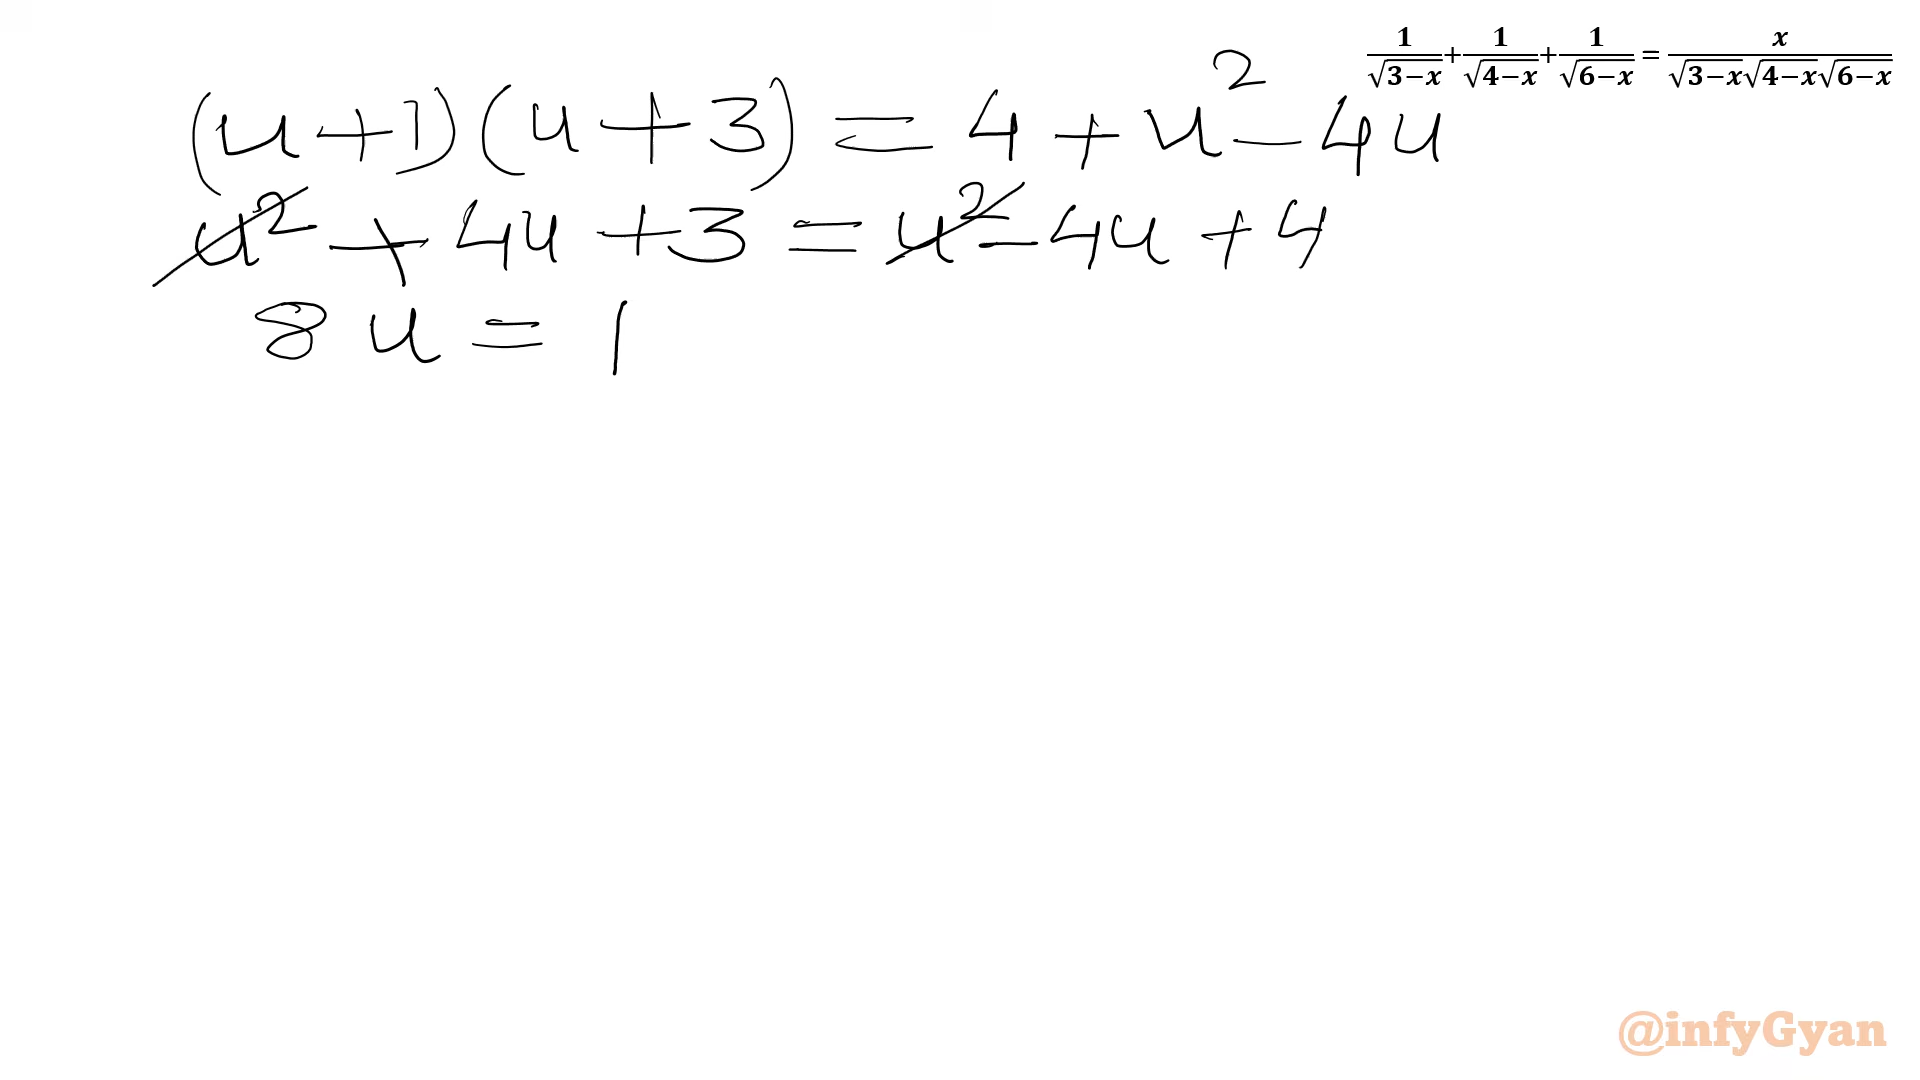 1/√3−x + 1/√4−x + 1/√6−x = x/√3−x√4−x√6−x
(u+1)(u+3) = 4+u²−4u
u²+4u+3 = u²−4u+4
8u = 1
@infyGyan